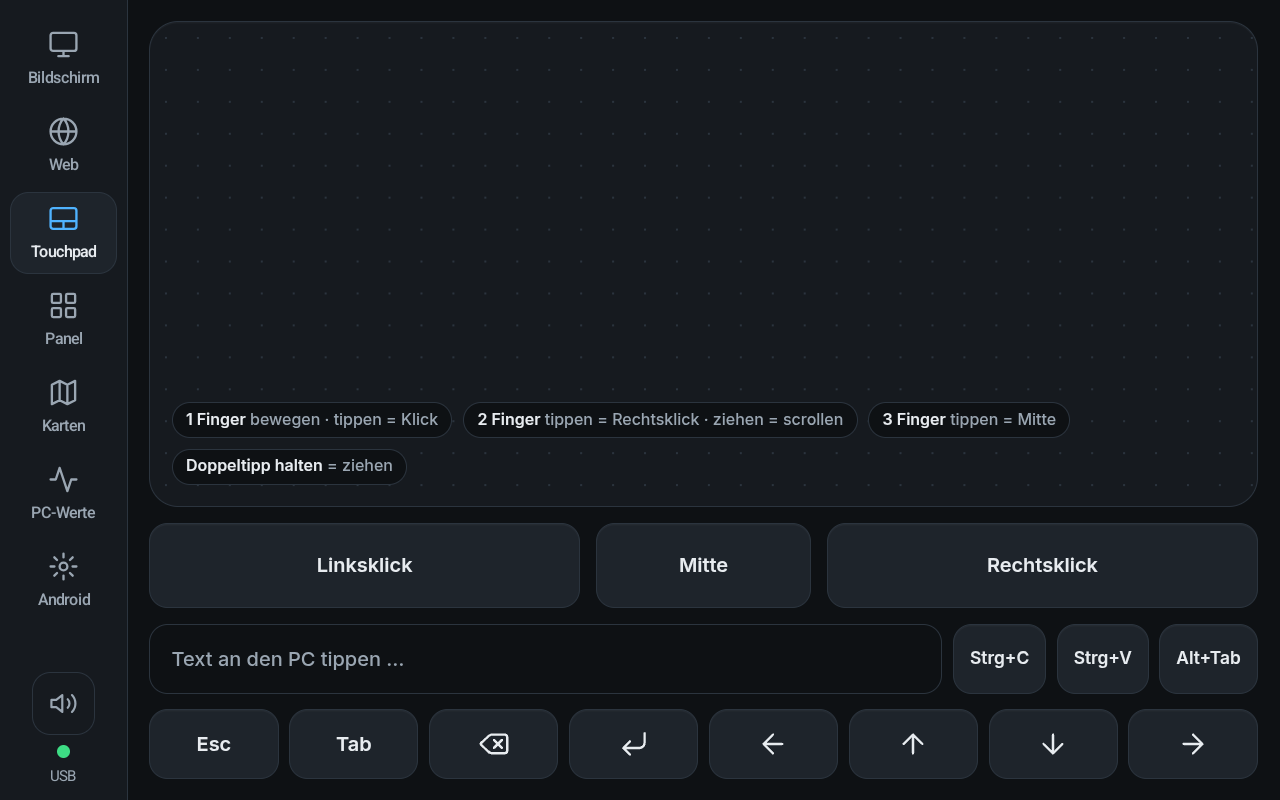 Bildschirm
Web
Touchpad
Panel
Karten
PC-Werte
Android
USB
1 Finger bewegen · tippen = Klick
2 Finger tippen = Rechtsklick · ziehen = scrollen
3 Finger tippen = Mitte
Doppeltipp halten = ziehen
Linksklick
Mitte
Rechtsklick
Text an den PC tippen ...
Strg+C
Strg+V
Alt+Tab
Esc
Tab